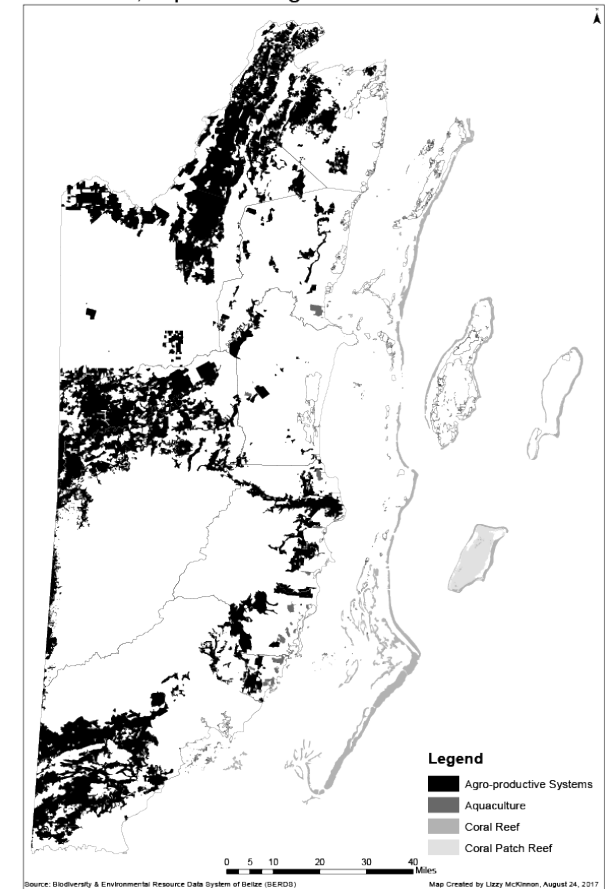 Legend
Agro-productive Systems
Aquaculture
Coral Reef
Coral Patch Reef
0 5 10 20 30 40
Miles
Source: Biodiversity & Environmental Resource Data System of Belize (BERDS)
Map Created by Lizzy McKinnon, August 24, 2017